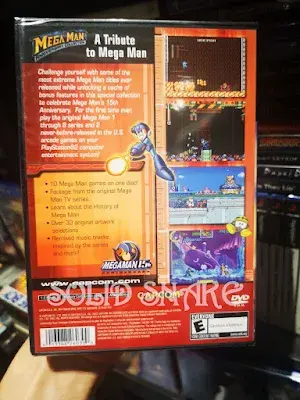 MEGA MAN
ANNIVERSARY COLLECTION
A Tribute
to Mega Man
Challenge yourself with some of the
most extreme Mega Man titles ever
released while unlocking a cache of
bonus features in this special collection
to celebrate Mega Man's 15th
Anniversary. For the first time ever
play the original Mega Man 1
through 8 series and 2
never-before-released in the U.S.
arcade games on your
PlayStation®2 computer
entertainment system!
• 10 Mega Man games on one disc!
• Footage from the original Mega
Man TV series.
• Learn about the History of
Mega Man
• Over 30 original artwork
selections
• Remixed music tracks
inspired by the series
and more!
MEGAMAN 15th
www.capcom.com
SOLID SNARE
CAPCOM
DVD
EVERYONE
E